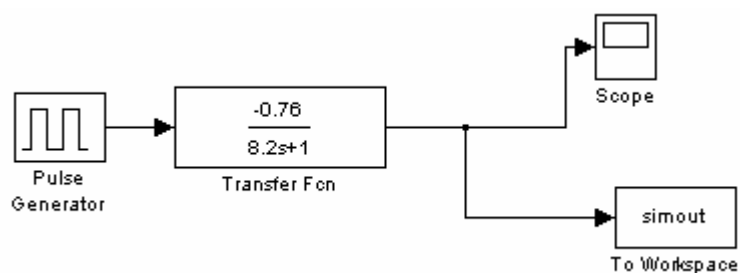 Scope
-0.76
8.2s+1
Pulse
Generator
Transfer Fcn
simout
To Workspace